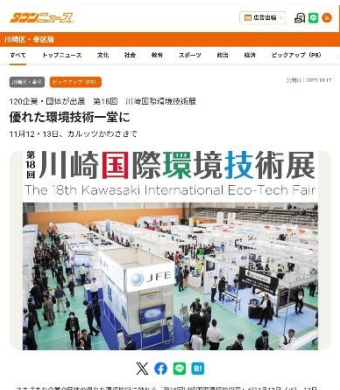 タウンニュース
広告出稿
川崎区・幸区版
すべて トップニュース 文化 社会 教育 スポーツ 政治 経済 ピックアップ（PR）
川崎区・幸区 ピックアップ（PR）
120企業・団体が出展 第18回 川崎国際環境技術展
優れた環境技術一堂に
11月12・13日、カルッツかわさきで
第18回 川崎国際環境技術展
The 18th Kawasaki International Eco-Tech Fair
JFE
B!